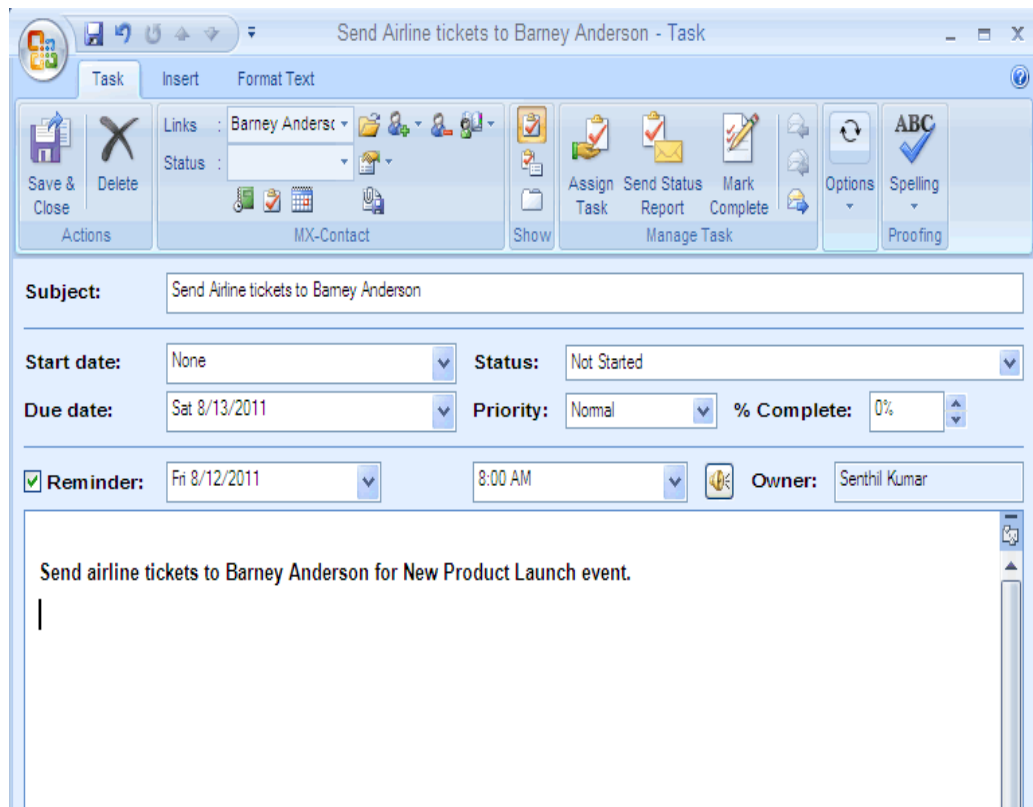 Send Airline tickets to Barney Anderson - Task
Task Insert Format Text
Links : Barney Anders
Status :
Save & Close
Delete
Assign Task
Send Status Report
Mark Complete
Options
ABC
Spelling
Actions MX-Contact Show Manage Task Proofing
Subject: Send Airline tickets to Barney Anderson
Start date: None Status: Not Started
Due date: Sat 8/13/2011 Priority: Normal % Complete: 0%
Reminder: Fri 8/12/2011 8:00 AM Owner: Senthil Kumar
Send airline tickets to Barney Anderson for New Product Launch event.